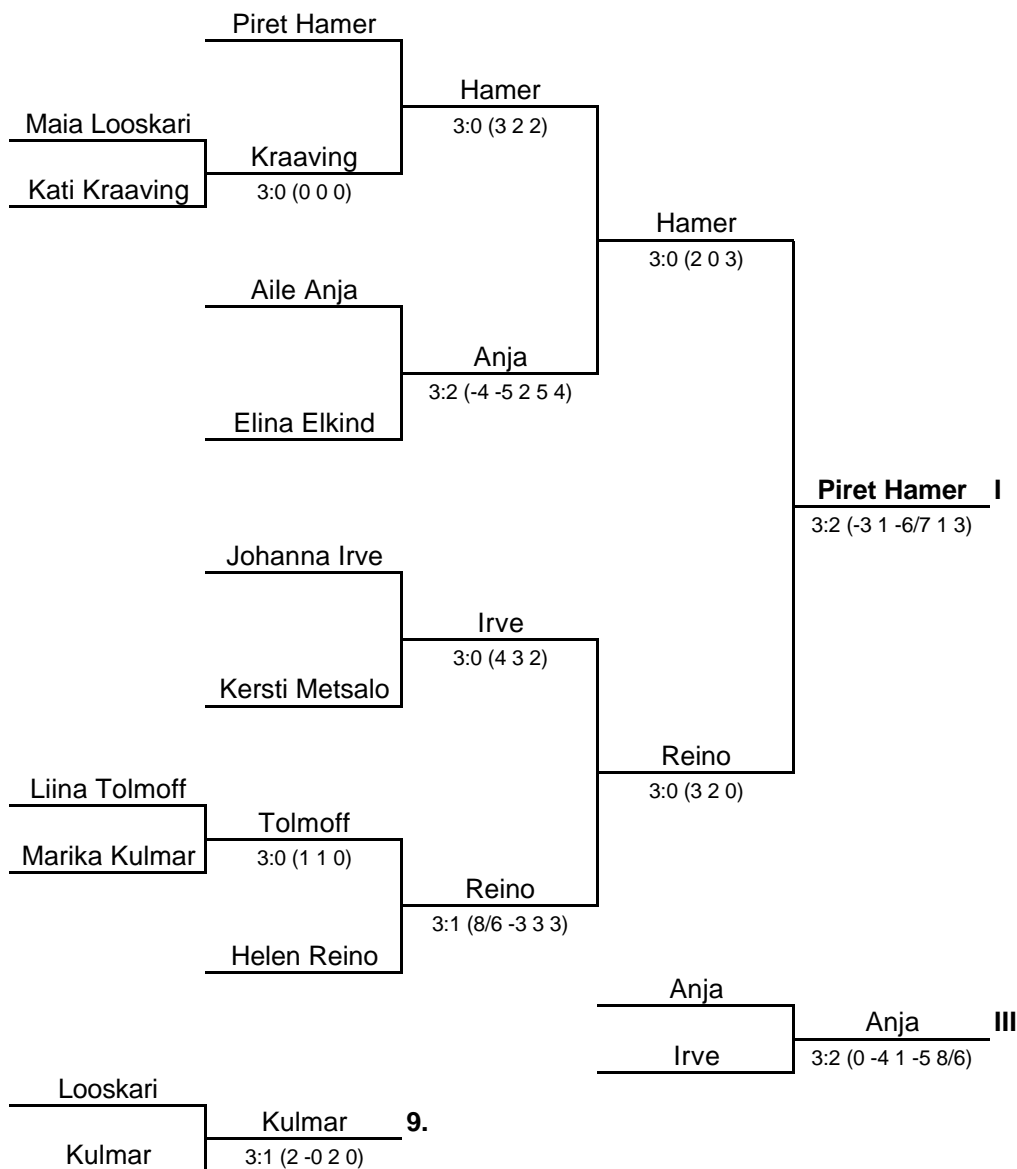 Piret Hamer
Hamer
3:0 (3 2 2)
Maia Looskari
Kraaving
Kati Kraaving
3:0 (0 0 0)
Hamer
3:0 (2 0 3)
Aile Anja
Anja
3:2 (-4 -5 2 5 4)
Elina Elkind
Piret Hamer I
3:2 (-3 1 -6/7 1 3)
Johanna Irve
Irve
3:0 (4 3 2)
Kersti Metsalo
Reino
3:0 (3 2 0)
Liina Tolmoff
Tolmoff
Marika Kulmar
3:0 (1 1 0)
Reino
3:1 (8/6 -3 3 3)
Helen Reino
Anja
Anja III
Irve
3:2 (0 -4 1 -5 8/6)
Looskari
Kulmar 9.
Kulmar
3:1 (2 -0 2 0)